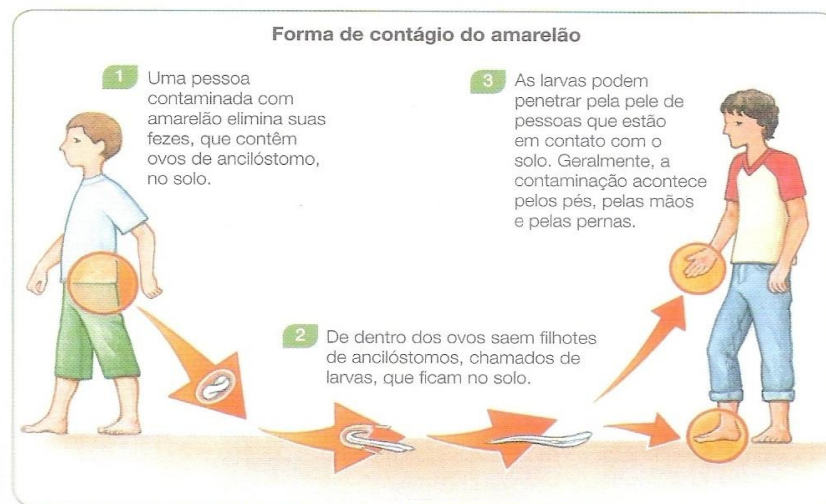 Forma de contágio do amarelão
1 Uma pessoa
contaminada com
amarelão elimina suas
fezes, que contêm
ovos de ancilóstomo,
no solo.
2 De dentro dos ovos saem filhotes
de ancilóstomos, chamados de
larvas, que ficam no solo.
3 As larvas podem
penetrar pela pele de
pessoas que estão
em contato com o
solo. Geralmente, a
contaminação acontece
pelos pés, pelas mãos
e pelas pernas.